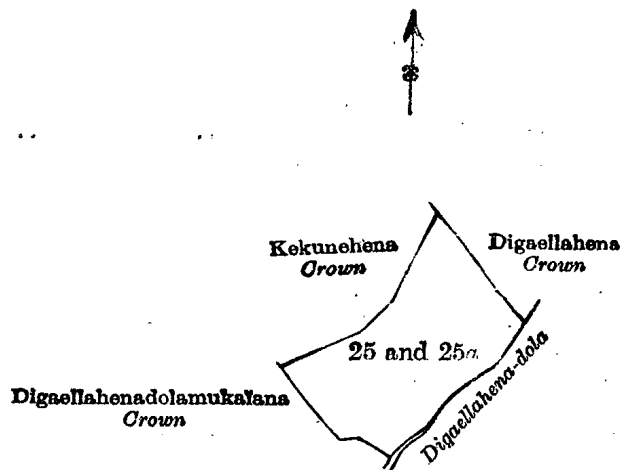 Kekunehena
Crown
Digaellahena
Crown
25 and 25a
Digaellahenadolamukalana
Crown
Digaellahena-dola